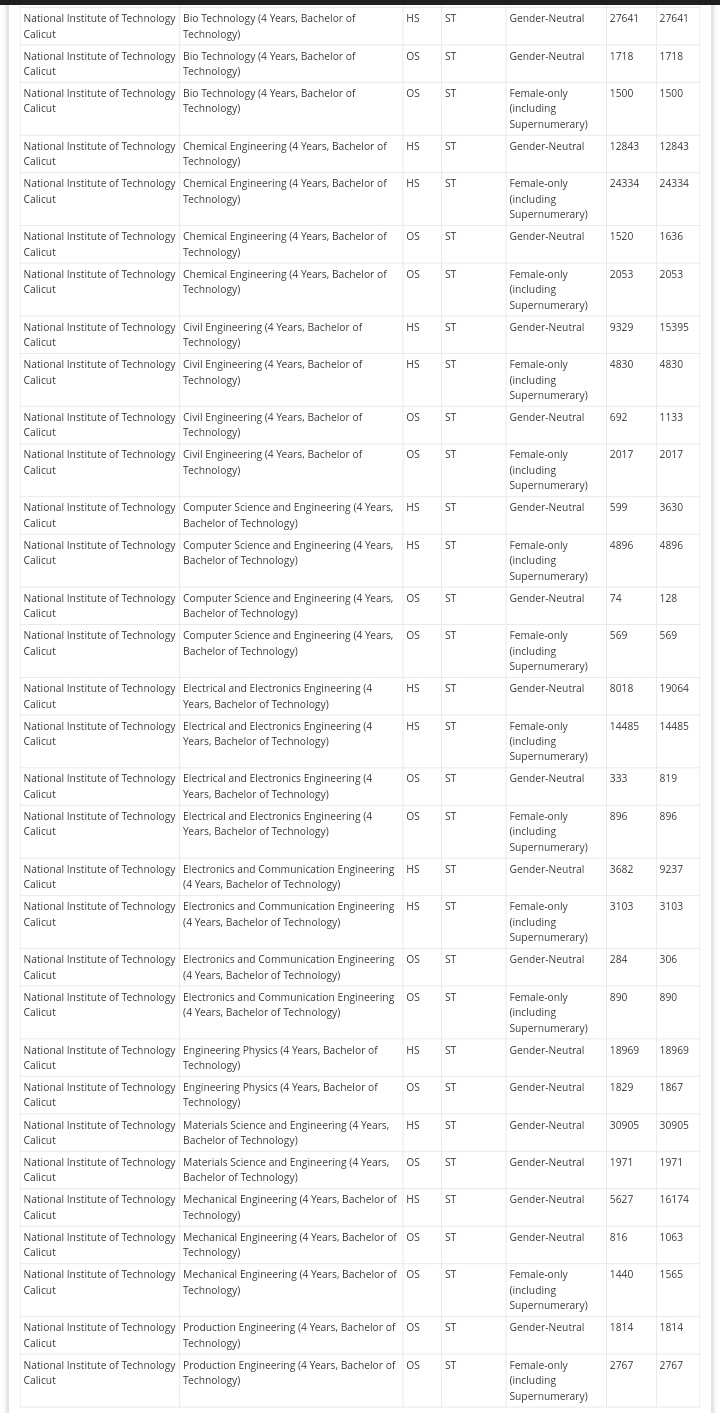 National Institute of Technology Bio Technology (4 Years, Bachelor of HS ST Gender-Neutral 27641 27641
Calicut Technology)
National Institute of Technology Bio Technology (4 Years, Bachelor of OS ST Gender-Neutral 1718 1718
Calicut Technology)
National Institute of Technology Bio Technology (4 Years, Bachelor of OS ST Female-only 1500 1500
Calicut Technology) (including
Supernumerary)
National Institute of Technology Chemical Engineering (4 Years, Bachelor of HS ST Gender-Neutral 12843 12843
Calicut Technology)
National Institute of Technology Chemical Engineering (4 Years, Bachelor of HS ST Female-only 24334 24334
Calicut Technology) (including
Supernumerary)
National Institute of Technology Chemical Engineering (4 Years, Bachelor of OS ST Gender-Neutral 1520 1636
Calicut Technology)
National Institute of Technology Chemical Engineering (4 Years, Bachelor of OS ST Female-only 2053 2053
Calicut Technology) (including
Supernumerary)
National Institute of Technology Civil Engineering (4 Years, Bachelor of HS ST Gender-Neutral 9329 15395
Calicut Technology)
National Institute of Technology Civil Engineering (4 Years, Bachelor of HS ST Female-only 4830 4830
Calicut Technology) (including
Supernumerary)
National Institute of Technology Civil Engineering (4 Years, Bachelor of OS ST Gender-Neutral 692 1133
Calicut Technology)
National Institute of Technology Civil Engineering (4 Years, Bachelor of OS ST Female-only 2017 2017
Calicut Technology) (including
Supernumerary)
National Institute of Technology Computer Science and Engineering (4 Years, HS ST Gender-Neutral 599 3630
Calicut Bachelor of Technology)
National Institute of Technology Computer Science and Engineering (4 Years, HS ST Female-only 4896 4896
Calicut Bachelor of Technology) (including
Supernumerary)
National Institute of Technology Computer Science and Engineering (4 Years, OS ST Gender-Neutral 74 128
Calicut Bachelor of Technology)
National Institute of Technology Computer Science and Engineering (4 Years, OS ST Female-only 569 569
Calicut Bachelor of Technology) (including
Supernumerary)
National Institute of Technology Electrical and Electronics Engineering (4 HS ST Gender-Neutral 8018 19064
Calicut Years, Bachelor of Technology)
National Institute of Technology Electrical and Electronics Engineering (4 HS ST Female-only 14485 14485
Calicut Years, Bachelor of Technology) (including
Supernumerary)
National Institute of Technology Electrical and Electronics Engineering (4 OS ST Gender-Neutral 333 819
Calicut Years, Bachelor of Technology)
National Institute of Technology Electrical and Electronics Engineering (4 OS ST Female-only 896 896
Calicut Years, Bachelor of Technology) (including
Supernumerary)
National Institute of Technology Electronics and Communication Engineering HS ST Gender-Neutral 3682 9237
Calicut (4 Years, Bachelor of Technology)
National Institute of Technology Electronics and Communication Engineering HS ST Female-only 3103 3103
Calicut (4 Years, Bachelor of Technology) (including
Supernumerary)
National Institute of Technology Electronics and Communication Engineering OS ST Gender-Neutral 284 306
Calicut (4 Years, Bachelor of Technology)
National Institute of Technology Electronics and Communication Engineering OS ST Female-only 890 890
Calicut (4 Years, Bachelor of Technology) (including
Supernumerary)
National Institute of Technology Engineering Physics (4 Years, Bachelor of HS ST Gender-Neutral 18969 18969
Calicut Technology)
National Institute of Technology Engineering Physics (4 Years, Bachelor of OS ST Gender-Neutral 1829 1867
Calicut Technology)
National Institute of Technology Materials Science and Engineering (4 Years, HS ST Gender-Neutral 30905 30905
Calicut Bachelor of Technology)
National Institute of Technology Materials Science and Engineering (4 Years, OS ST Gender-Neutral 1971 1971
Calicut Bachelor of Technology)
National Institute of Technology Mechanical Engineering (4 Years, Bachelor of HS ST Gender-Neutral 5627 16174
Calicut Technology)
National Institute of Technology Mechanical Engineering (4 Years, Bachelor of OS ST Gender-Neutral 816 1063
Calicut Technology)
National Institute of Technology Mechanical Engineering (4 Years, Bachelor of OS ST Female-only 1440 1565
Calicut Technology) (including
Supernumerary)
National Institute of Technology Production Engineering (4 Years, Bachelor of OS ST Gender-Neutral 1814 1814
Calicut Technology)
National Institute of Technology Production Engineering (4 Years, Bachelor of OS ST Female-only 2767 2767
Calicut Technology) (including
Supernumerary)